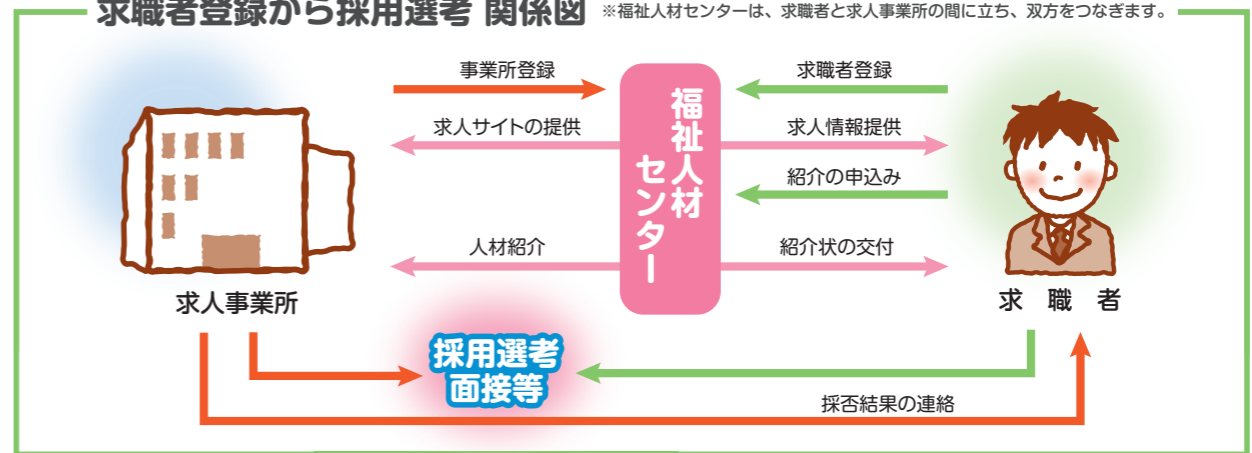 求職者登録から採用選考 関係図
※福祉人材センターは、求職者と求人事業所の間に立ち、双方をつなぎます。
事業所登録
求職者登録
求人サイトの提供
求人情報提供
紹介の申込み
人材紹介
紹介状の交付
福祉人材
センター
求人事業所
求職者
採用選考
面接等
採否結果の連絡